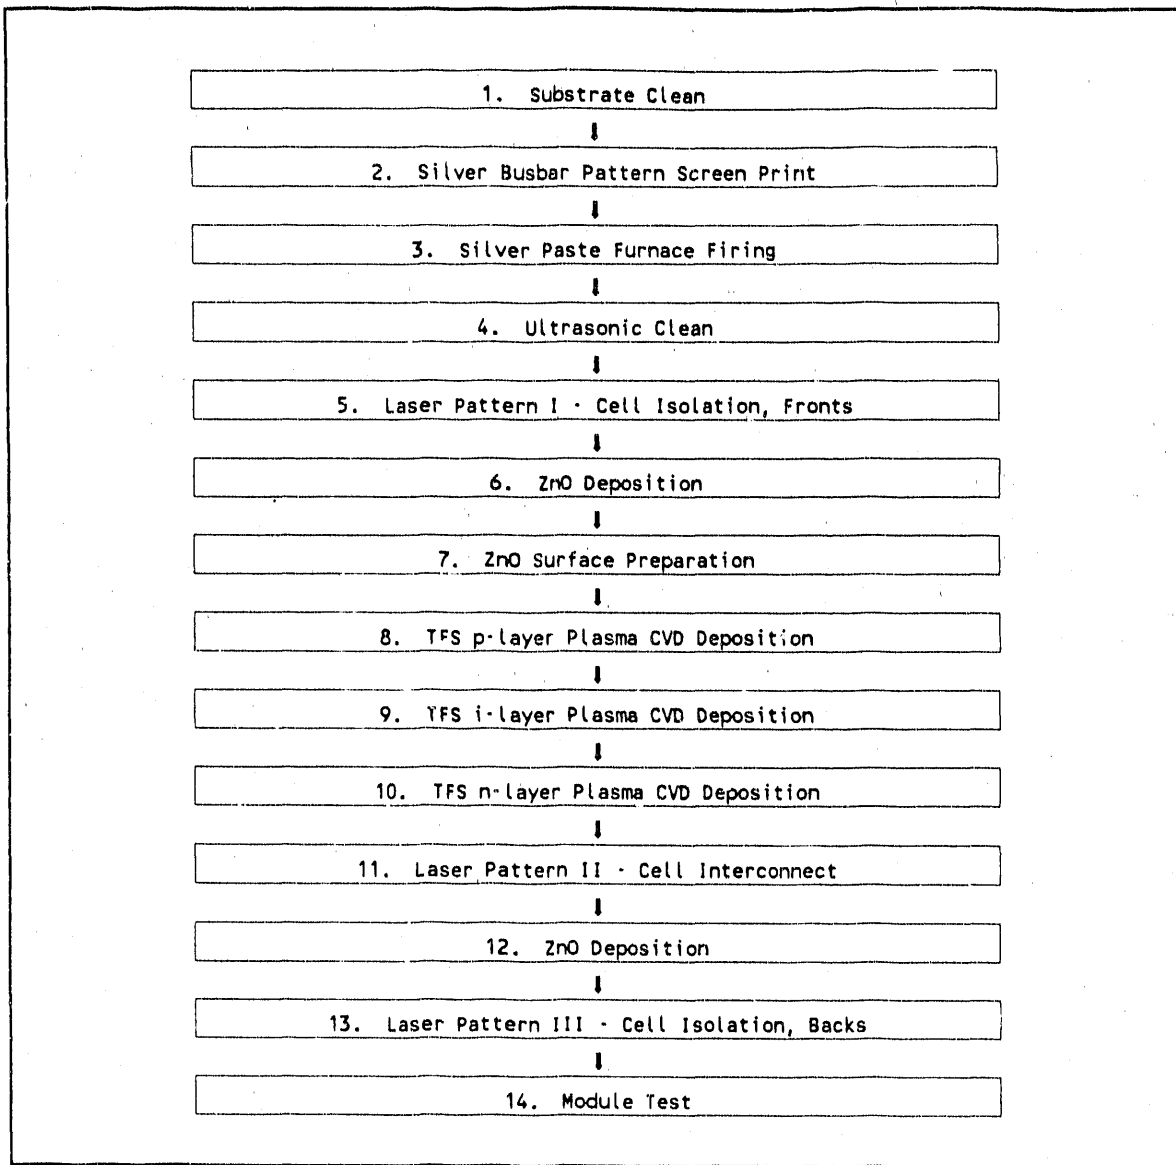 1. Substrate Clean
2. Silver Busbar Pattern Screen Print
3. Silver Paste Furnace Firing
4. Ultrasonic Clean
5. Laser Pattern I - Cell Isolation, Fronts
6. ZnO Deposition
7. ZnO Surface Preparation
8. TFS p-layer Plasma CVD Deposition
9. TFS i-layer Plasma CVD Deposition
10. TFS n-layer Plasma CVD Deposition
11. Laser Pattern II - Cell Interconnect
12. ZnO Deposition
13. Laser Pattern III - Cell Isolation, Backs
14. Module Test